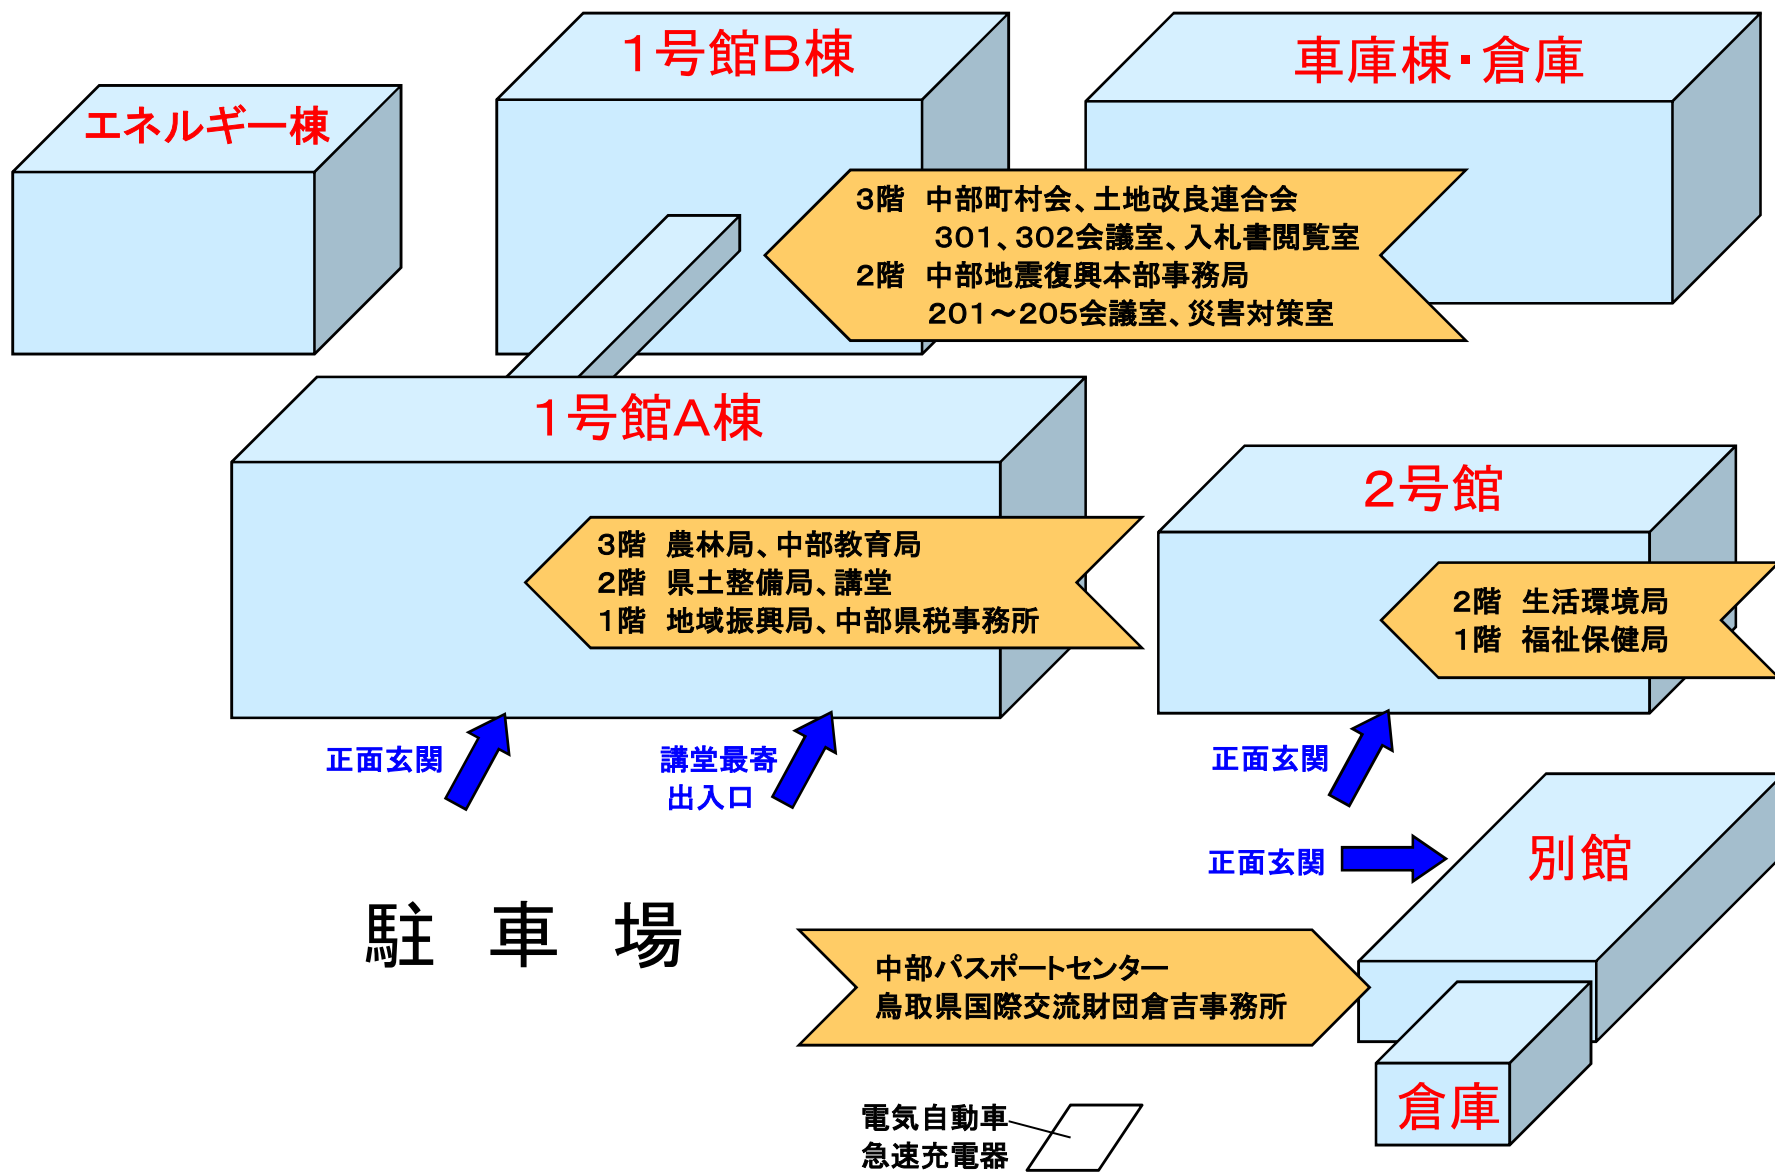 1号館B棟
車庫棟・倉庫
エネルギー棟
3階 中部町村会、土地改良連合会
301、302会議室、入札書閲覧室
2階 中部地震復興本部事務局
201～205会議室、災害対策室
1号館A棟
2号館
3階 農林局、中部教育局
2階 県土整備局、講堂
1階 地域振興局、中部県税事務所
2階 生活環境局
1階 福祉保健局
正面玄関
講堂最寄
出入口
正面玄関
正面玄関
別館
駐 車 場
中部パスポートセンター
鳥取県国際交流財団倉吉事務所
倉庫
電気自動車
急速充電器